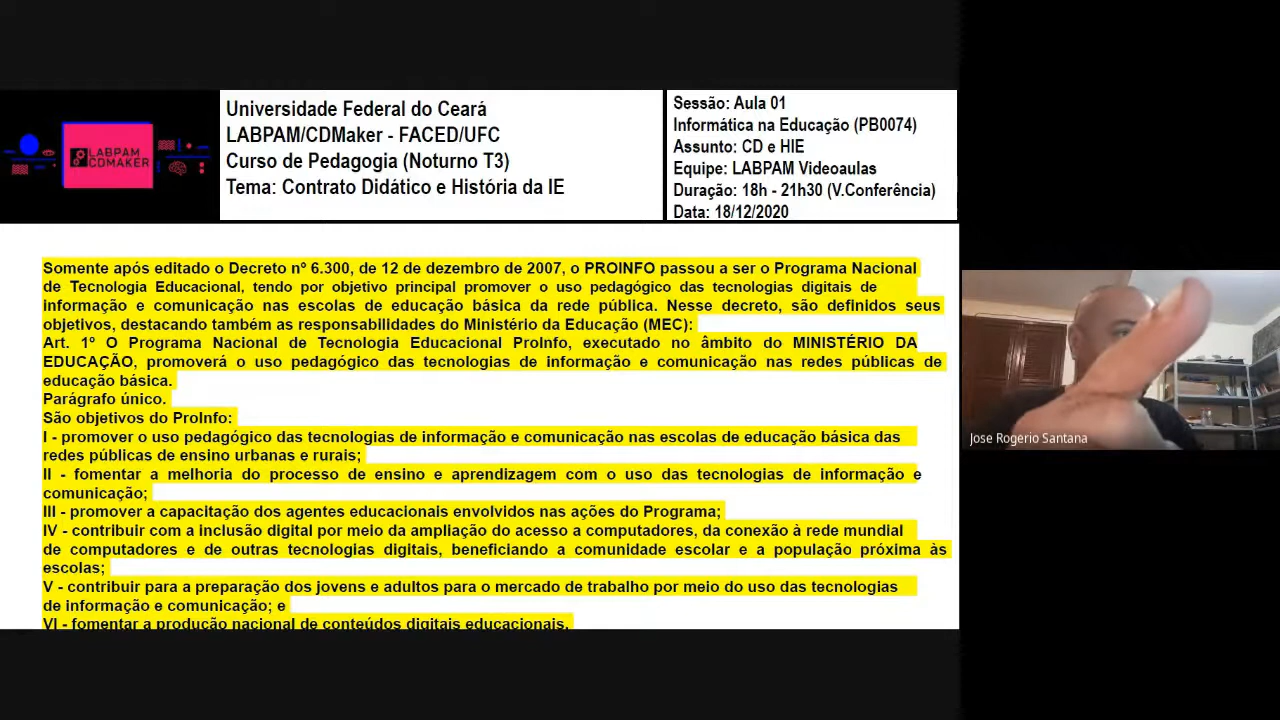 LABPAM
CDMAKER
Universidade Federal do Ceará
LABPAM/CDMaker - FACED/UFC
Curso de Pedagogia (Noturno T3)
Tema: Contrato Didático e História da IE
Sessão: Aula 01
Informática na Educação (PB0074)
Assunto: CD e HIE
Equipe: LABPAM Videoaulas
Duração: 18h - 21h30 (V.Conferência)
Data: 18/12/2020
Somente após editado o Decreto nº 6.300, de 12 de dezembro de 2007, o PROINFO passou a ser o Programa Nacional
de Tecnologia Educacional, tendo por objetivo principal promover o uso pedagógico das tecnologias digitais de
informação e comunicação nas escolas de educação básica da rede pública. Nesse decreto, são definidos seus
objetivos, destacando também as responsabilidades do Ministério da Educação (MEC):
Art. 1º O Programa Nacional de Tecnologia Educacional ProInfo, executado no âmbito do MINISTÉRIO DA
EDUCAÇÃO, promoverá o uso pedagógico das tecnologias de informação e comunicação nas redes públicas de
educação básica.
Parágrafo único.
São objetivos do ProInfo:
I - promover o uso pedagógico das tecnologias de informação e comunicação nas escolas de educação básica das
redes públicas de ensino urbanas e rurais;
II - fomentar a melhoria do processo de ensino e aprendizagem com o uso das tecnologias de informação e
comunicação;
III - promover a capacitação dos agentes educacionais envolvidos nas ações do Programa;
IV - contribuir com a inclusão digital por meio da ampliação do acesso a computadores, da conexão à rede mundial
de computadores e de outras tecnologias digitais, beneficiando a comunidade escolar e a população próxima às
escolas;
V - contribuir para a preparação dos jovens e adultos para o mercado de trabalho por meio do uso das tecnologias
de informação e comunicação; e
VI - fomentar a produção nacional de conteúdos digitais educacionais.
Jose Rogerio Santana